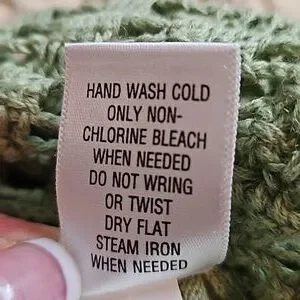 HAND WASH COLD
ONLY NON-
CHLORINE BLEACH
WHEN NEEDED
DO NOT WRING
OR TWIST
DRY FLAT
STEAM IRON
WHEN NEEDED